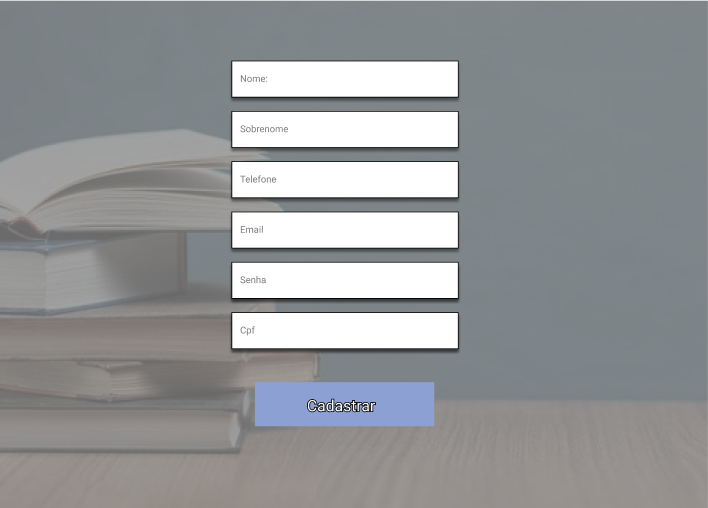 Nome:
Sobrenome
Telefone
Email
Senha
Cpf
Cadastrar